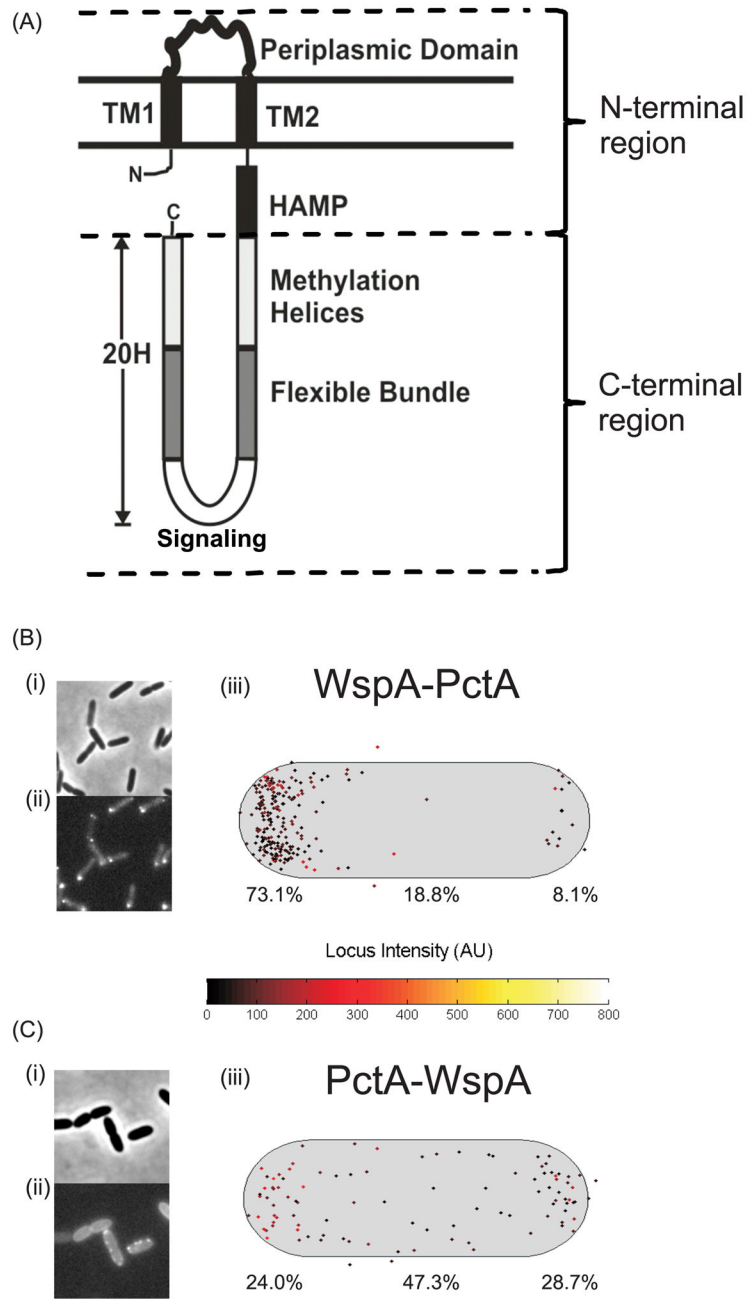 (A)
Periplasmic Domain
TM1
TM2
N-terminal
region
N
HAMP
C
Methylation
Helices
20H
Flexible Bundle
C-terminal
region
Signaling
(B)
(i)
(iii)
WspA-PctA
(ii)
73.1%
18.8%
8.1%
Locus Intensity (AU)
0 100 200 300 400 500 600 700 800
(C)
(i)
(iii)
PctA-WspA
(ii)
24.0%
47.3%
28.7%